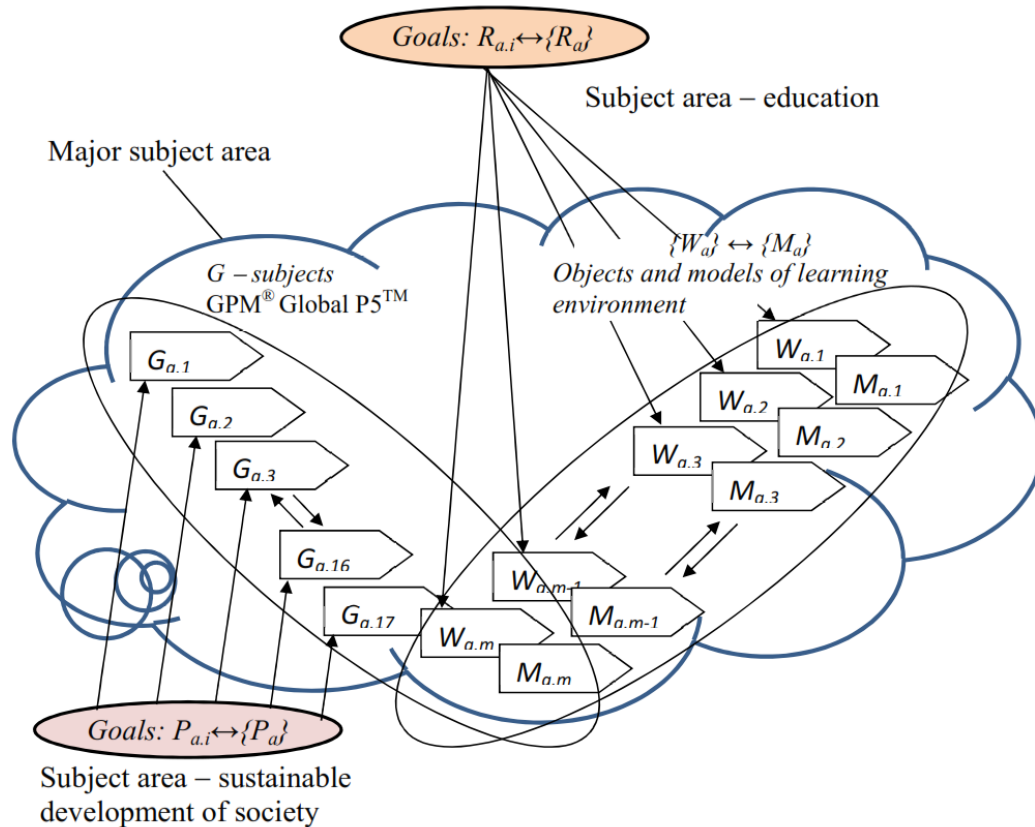 Goals: Rₐ.ᵢ↔{Rₐ}
Subject area – education
Major subject area
{Wₐ} ↔ {Mₐ}
G – subjects
Objects and models of learning
GPM® Global P5™
environment
Gₐ.₁
Wₐ.₁
Mₐ.₁
Gₐ.₂
Wₐ.₂
Mₐ.₂
Gₐ.₃
Wₐ.₃
Mₐ.₃
Gₐ.₁₆
Wₐ.ₘ₋₁
Mₐ.ₘ₋₁
Gₐ.₁₇
Wₐ.ₘ
Mₐ.ₘ
Goals: Pₐ.ᵢ↔{Pₐ}
Subject area – sustainable
development of society